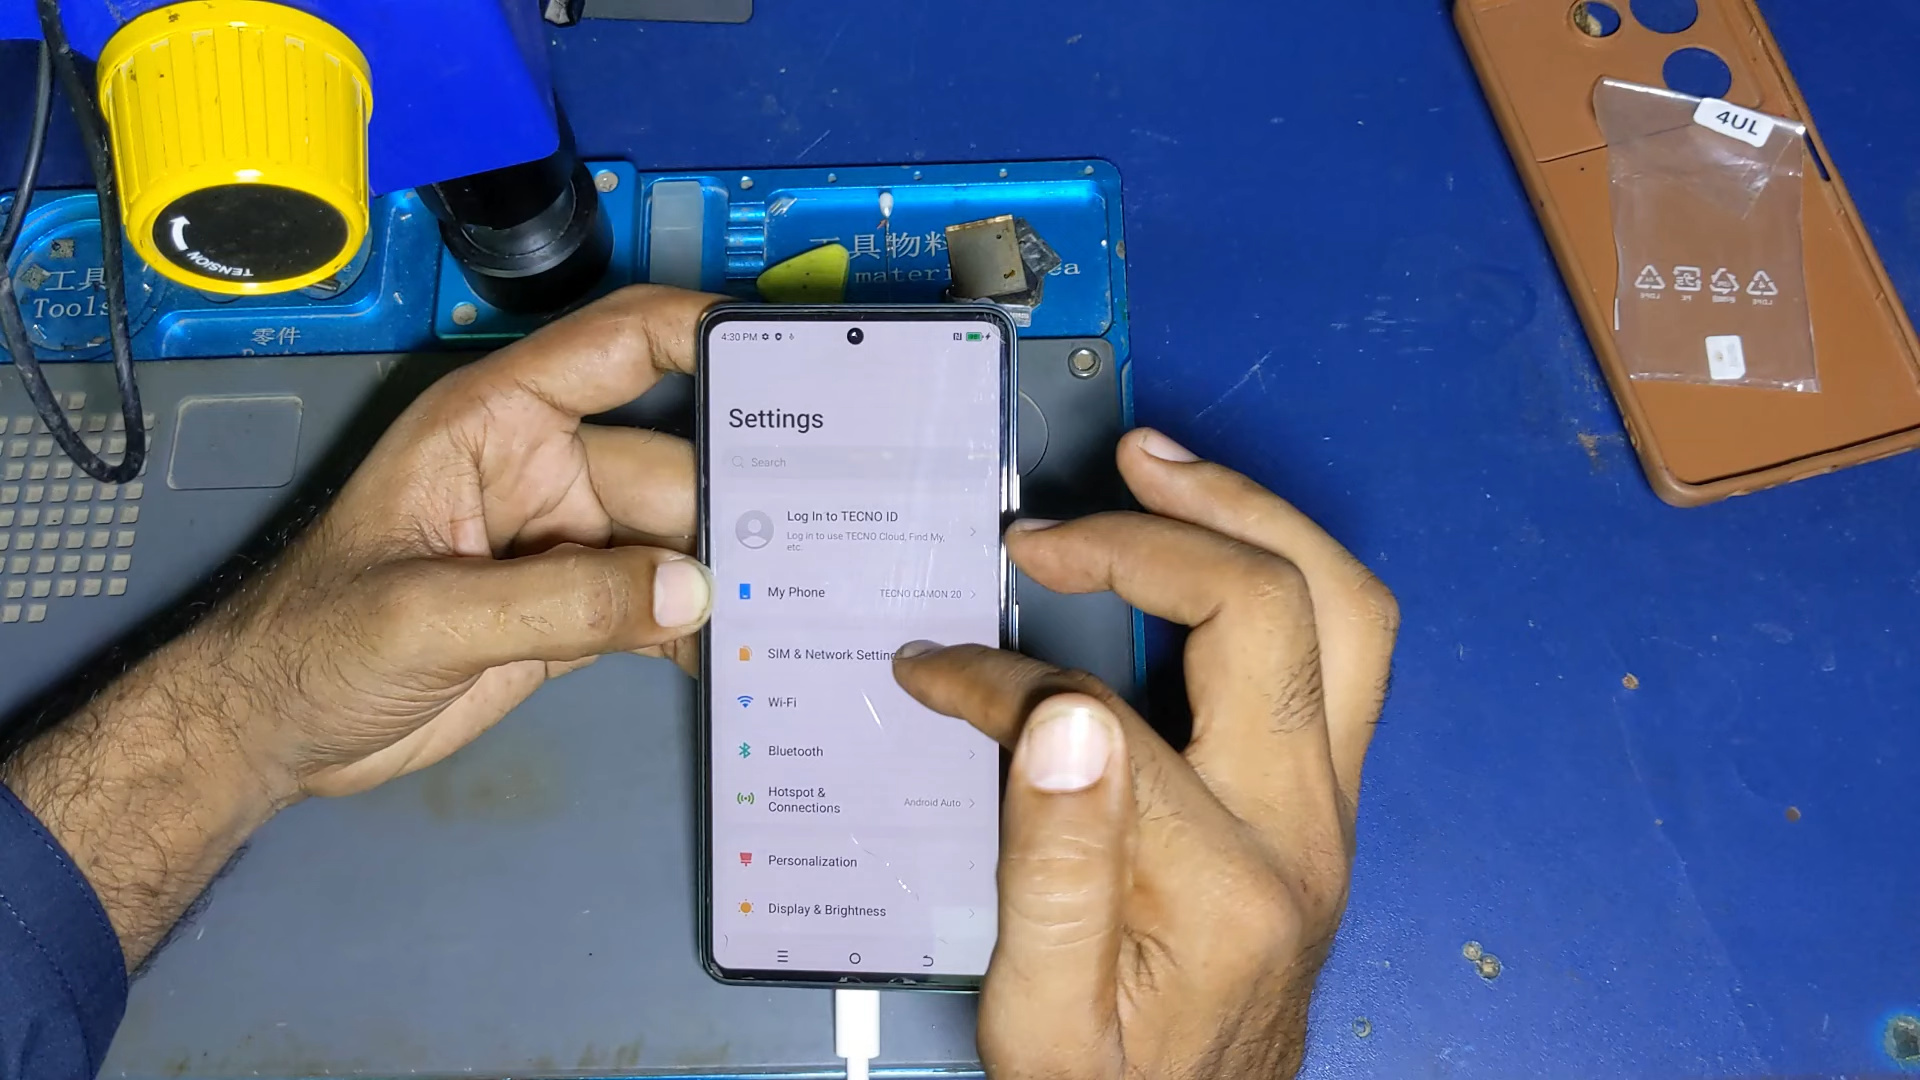 TENSION
工具
Tools
零件
具物料
materi
ea
4UL
4:30 PM
Settings
Search
Log In to TECNO ID
Log in to use TECNO Cloud, Find My,
etc.
My Phone
TECNO CAMON 20
SIM & Network Setting
Wi-Fi
Bluetooth
Hotspot &
Connections
Android Auto
Personalization
Display & Brightness